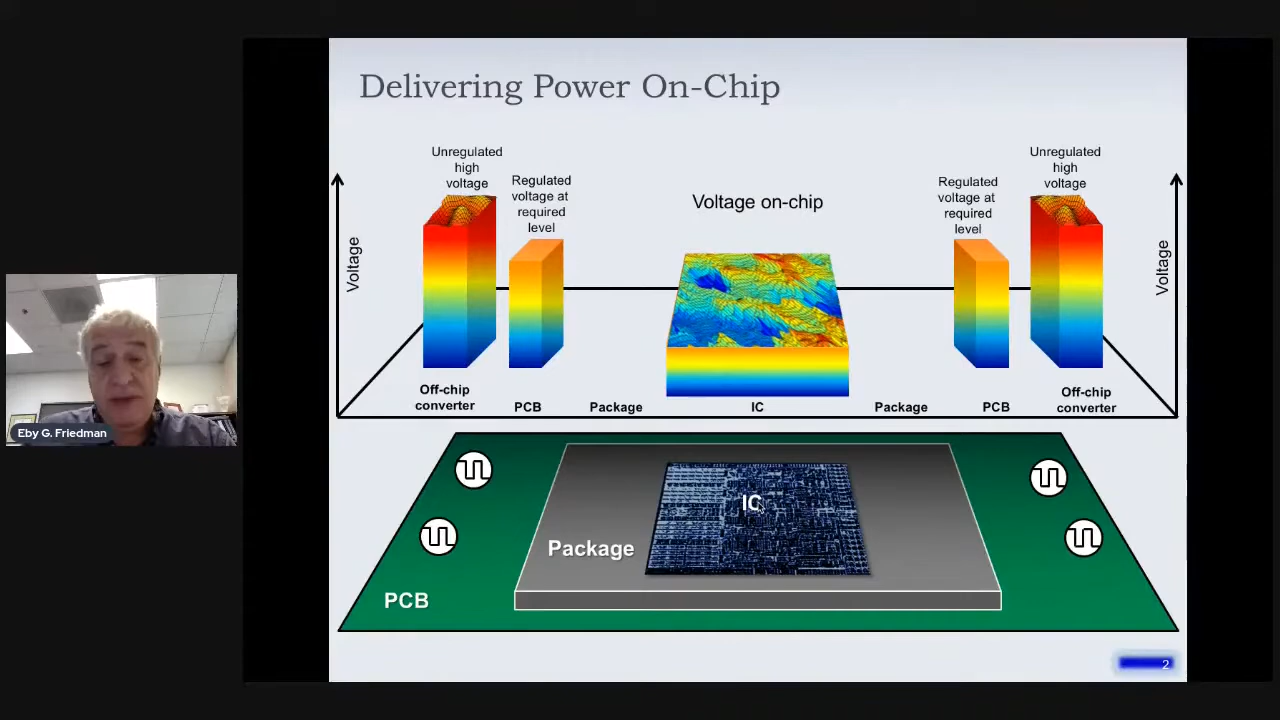 Delivering Power On-Chip
Unregulated
high
voltage
Regulated
voltage at
required
level
Voltage on-chip
Regulated
voltage at
required
level
Unregulated
high
voltage
Voltage
Voltage
Off-chip
converter
PCB
Package
IC
Package
PCB
Off-chip
converter
IC
Package
PCB
Eby G. Friedman
2